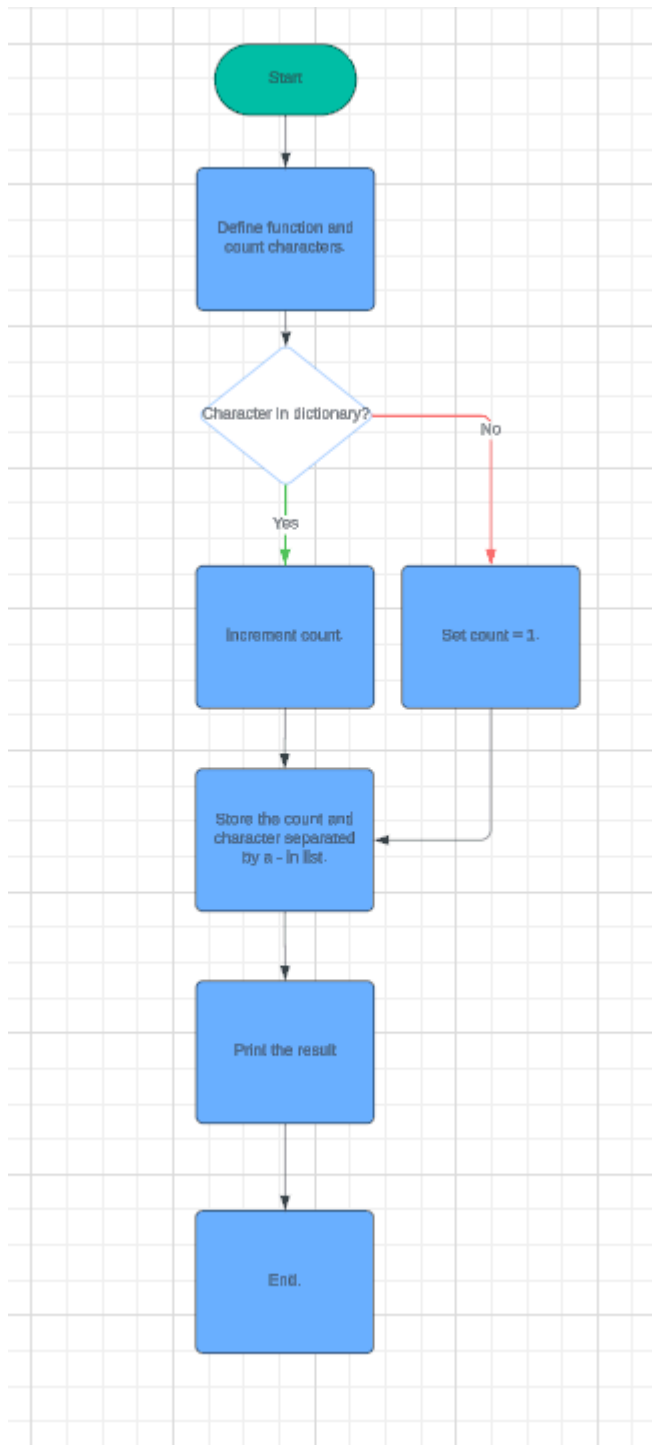 Start
Define function and
count characters.
Character in dictionary?
No
Yes
Increment count.
Set count = 1.
Store the count and
character separated
by a - in list.
Print the result
End.